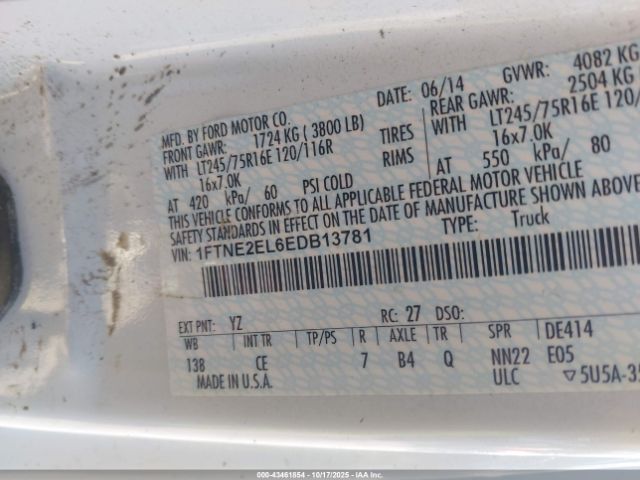 MFD. BY FORD MOTOR CO.
DATE: 06/14 GVWR: 4082 KG
FRONT GAWR: 1724 KG ( 3800 LB) REAR GAWR: 2504 KG
WITH LT245/75R16E 120/116R TIRES WITH LT245/75R16E 120/
16x7.0K RIMS 16x7.0K
AT 420 kPa/ 60 PSI COLD AT 550 kPa/ 80
THIS VEHICLE CONFORMS TO ALL APPLICABLE FEDERAL MOTOR VEHICLE
SAFETY STANDARDS IN EFFECT ON THE DATE OF MANUFACTURE SHOWN ABOVE
VIN: 1FTNE2EL6EDB13781 TYPE: Truck
EXT PNT: YZ RC: 27 DSO:
WB INT TR TP/PS R AXLE TR SPR DE414
138 CE 7 B4 Q NN22 E05
MADE IN U.S.A. ULC ▽5U5A-35
000-43461854 - 10/17/2025 - IAA Inc.